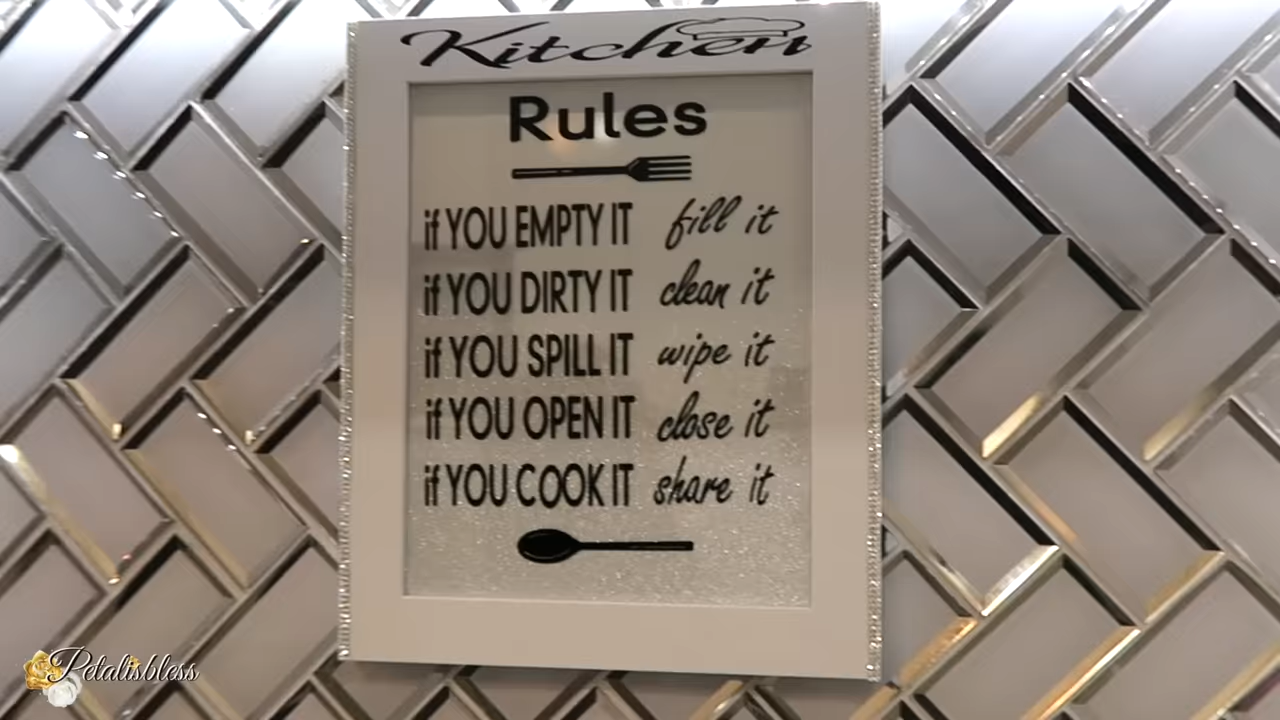 Kitchen
Rules
if YOU EMPTY IT fill it
if YOU DIRTY IT clean it
if YOU SPILL IT wipe it
if YOU OPEN IT close it
if YOU COOK IT share it
Petalisbless